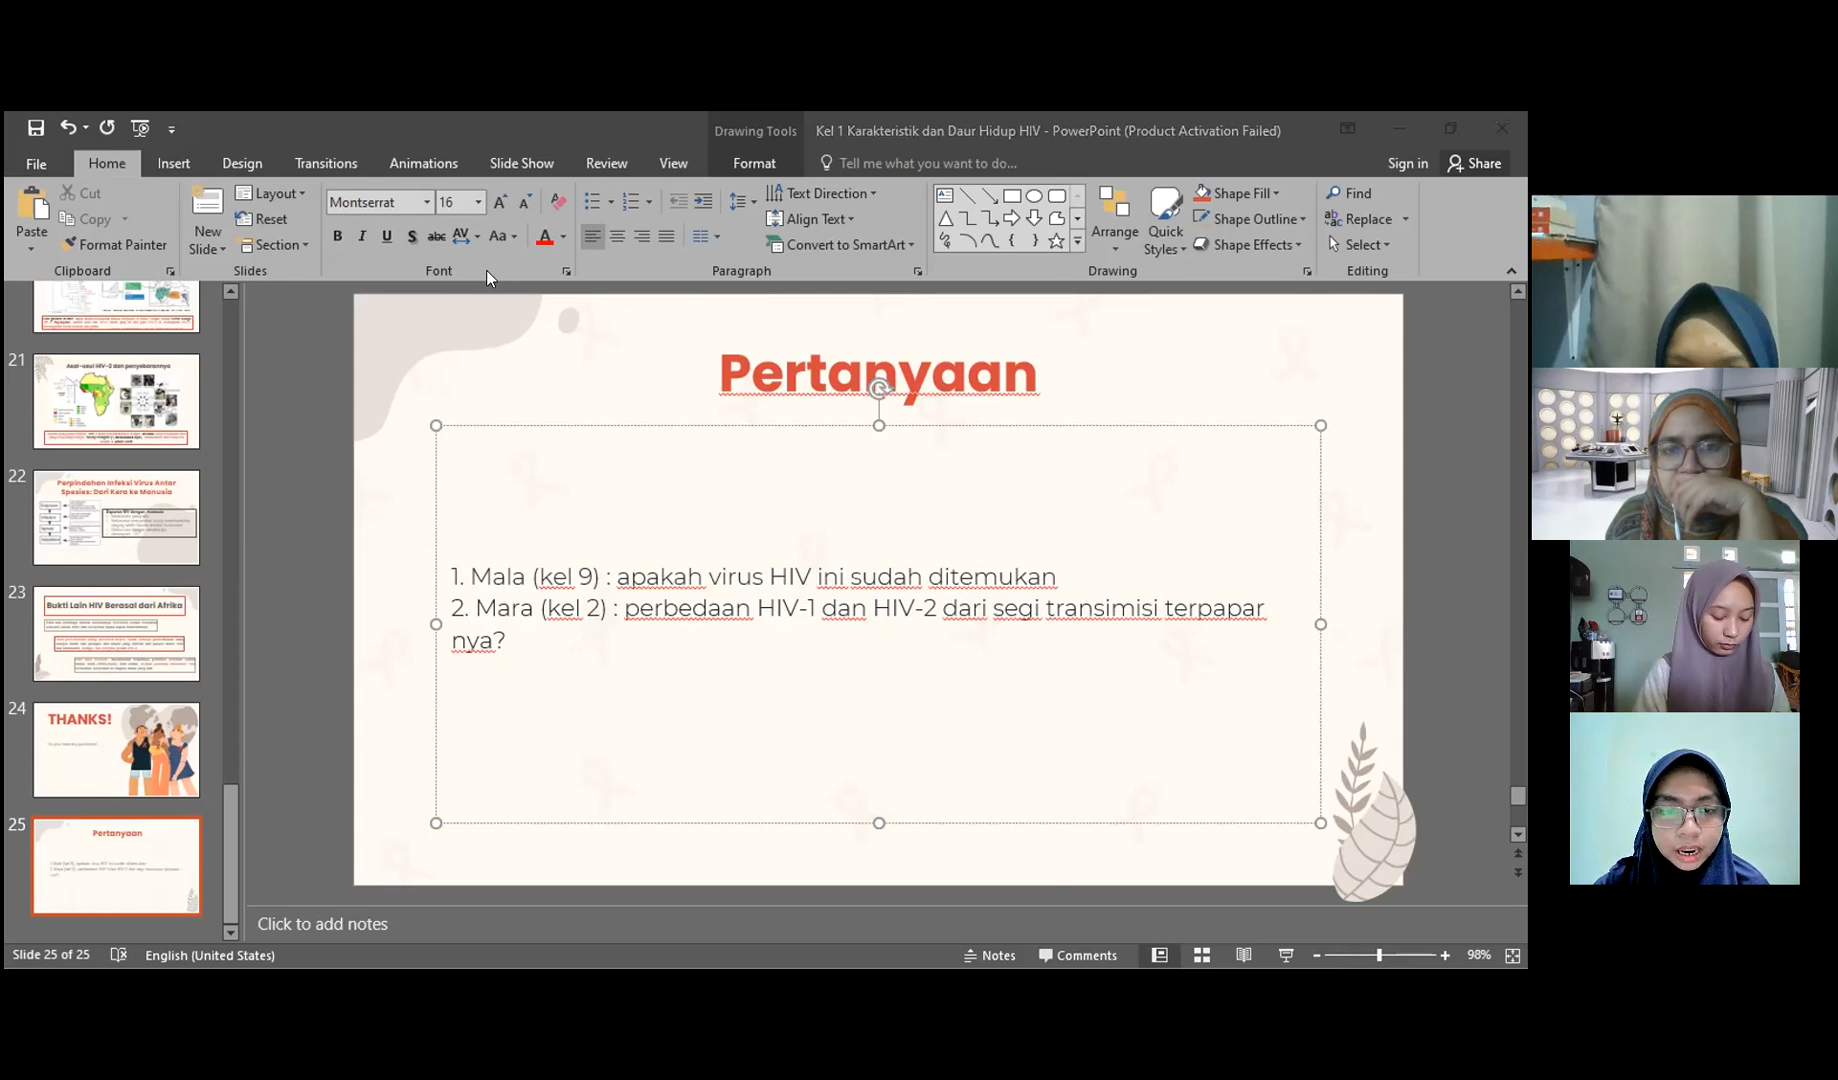 Drawing Tools
Kel 1 Karakteristik dan Daur Hidup HIV - PowerPoint (Product Activation Failed)
File
Home
Insert
Design
Transitions
Animations
Slide Show
Review
View
Format
Tell me what you want to do...
Sign in
Share
Paste
Cut
Copy
Format Painter
Clipboard
New Slide
Layout
Reset
Section
Slides
Montserrat
16
B I U S abc AV Aa A
Font
Text Direction
Align Text
Convert to SmartArt
Paragraph
Arrange
Quick Styles
Shape Fill
Shape Outline
Shape Effects
Drawing
Find
Replace
Select
Editing
21
Asal-usul HIV-2 dan penyebarannya
22
Perpindahan Infeksi Virus Antar
Spesies: Dari Kera ke Manusia
23
Bukti Lain HIV Berasal dari Afrika
24
THANKS!
25
Pertanyaan
Pertanyaan
1. Mala (kel 9) : apakah virus HIV ini sudah ditemukan
2. Mara (kel 2) : perbedaan HIV-1 dan HIV-2 dari segi transimisi terpapar
nya?
Click to add notes
Slide 25 of 25
English (United States)
Notes
Comments
98%